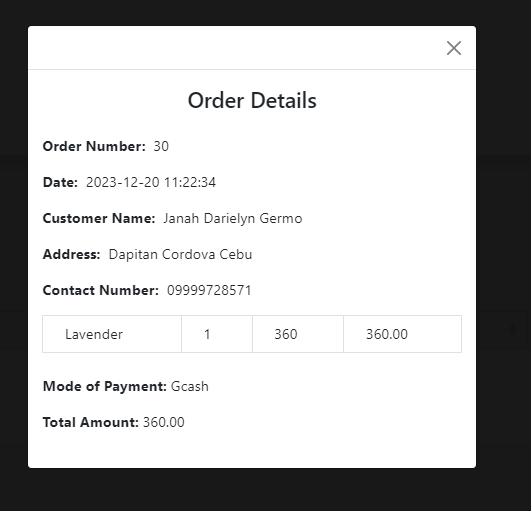 Order Details
Order Number: 30
Date: 2023-12-20 11:22:34
Customer Name: Janah Darielyn Germo
Address: Dapitan Cordova Cebu
Contact Number: 09999728571
Lavender 1 360 360.00
Mode of Payment: Gcash
Total Amount: 360.00